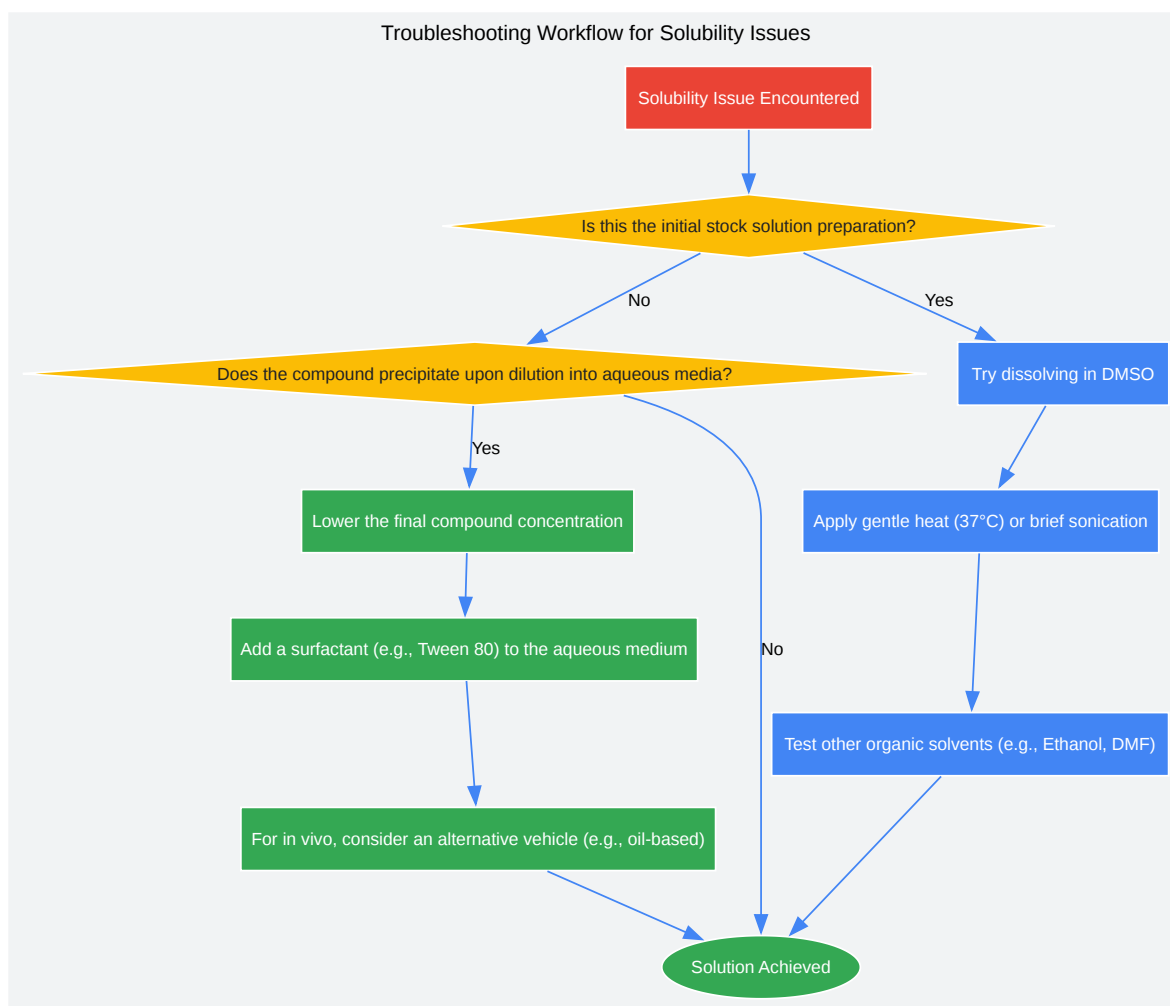 Troubleshooting Workflow for Solubility Issues
Solubility Issue Encountered
Is this the initial stock solution preparation?
No
Yes
Does the compound precipitate upon dilution into aqueous media?
Try dissolving in DMSO
Yes
Lower the final compound concentration
Apply gentle heat (37°C) or brief sonication
Add a surfactant (e.g., Tween 80) to the aqueous medium
No
Test other organic solvents (e.g., Ethanol, DMF)
For in vivo, consider an alternative vehicle (e.g., oil-based)
Solution Achieved